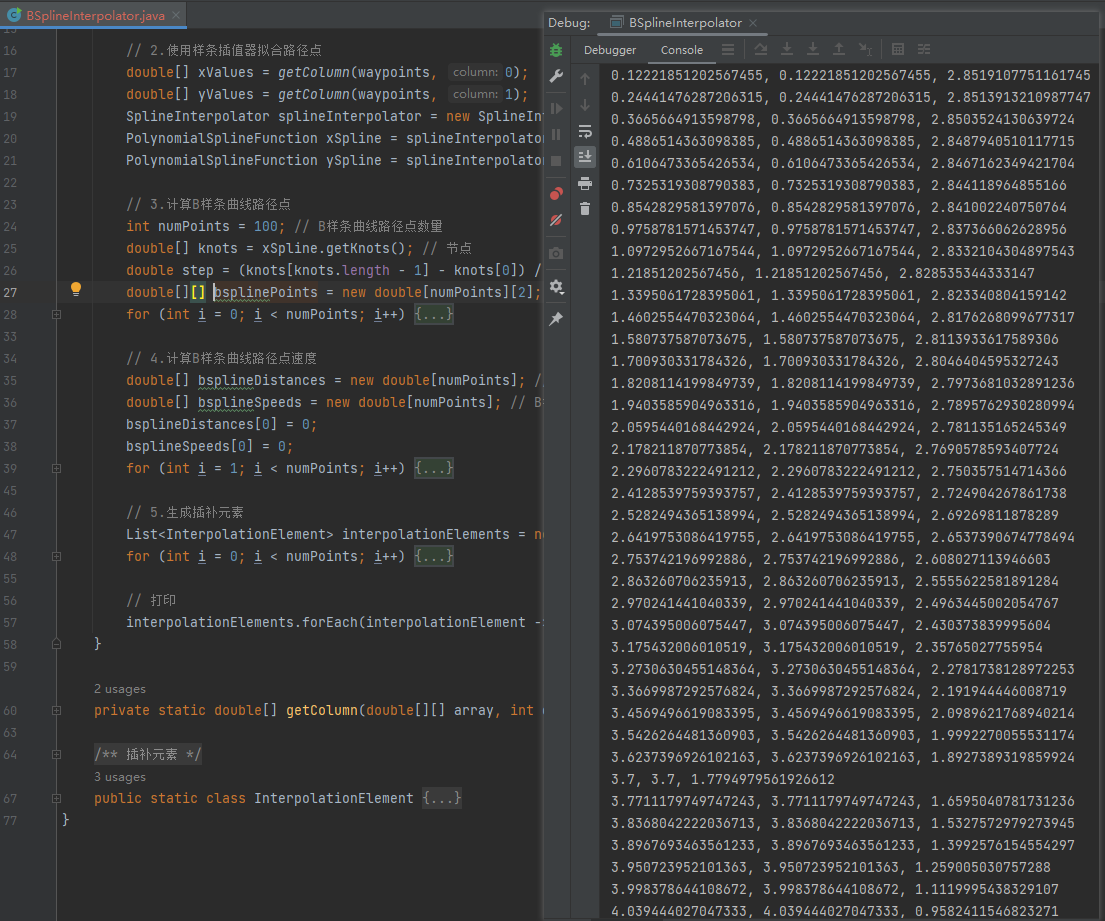 BSplineInterpolator.java
15
16 // 2.使用样条插值器拟合路径点
17 double[] xValues = getColumn(waypoints, column: 0);
18 double[] yValues = getColumn(waypoints, column: 1);
19 SplineInterpolator splineInterpolator = new SplineInte
20 PolynomialSplineFunction xSpline = splineInterpolator
21 PolynomialSplineFunction ySpline = splineInterpolator
22
23 // 3.计算B样条曲线路径点
24 int numPoints = 100; // B样条曲线路径点数量
25 double[] knots = xSpline.getKnots(); // 节点
26 double step = (knots[knots.length - 1] - knots[0]) /
27 double[][] bsplinePoints = new double[numPoints][2];
28 for (int i = 0; i < numPoints; i++) {...}
33
34 // 4.计算B样条曲线路径点速度
35 double[] bsplineDistances = new double[numPoints]; //
36 double[] bsplineSpeeds = new double[numPoints]; // B
37 bsplineDistances[0] = 0;
38 bsplineSpeeds[0] = 0;
39 for (int i = 1; i < numPoints; i++) {...}
45
46 // 5.生成插补元素
47 List<InterpolationElement> interpolationElements = ne
48 for (int i = 0; i < numPoints; i++) {...}
55
56 // 打印
57 interpolationElements.forEach(interpolationElement -
58 }
59
2 usages
60 private static double[] getColumn(double[][] array, int
63
64 /** 插补元素 */
3 usages
67 public static class InterpolationElement {...}
77 }
Debug: BSplineInterpolator
Debugger Console
0.12221851202567455, 0.12221851202567455, 2.8519107751161745
0.24441476287206315, 0.24441476287206315, 2.8513913210987747
0.3665664913598798, 0.3665664913598798, 2.8503524130639724
0.4886514363098385, 0.4886514363098385, 2.8487940510117715
0.6106473365426534, 0.6106473365426534, 2.8467162349421704
0.7325319308790383, 0.7325319308790383, 2.844118964855166
0.8542829581397076, 0.8542829581397076, 2.841002240750764
0.9758781571453747, 0.9758781571453747, 2.837366062628956
1.0972952667167544, 1.0972952667167544, 2.8332104304897543
1.21851202567456, 1.21851202567456, 2.828535344333147
1.3395061728395061, 1.3395061728395061, 2.823340804159142
1.4602554470323064, 1.4602554470323064, 2.8176268099677317
1.580737587073675, 1.580737587073675, 2.8113933617589306
1.700930331784326, 1.700930331784326, 2.8046404595327243
1.8208114199849739, 1.8208114199849739, 2.7973681032891236
1.9403585904963316, 1.9403585904963316, 2.7895762930280994
2.0595440168442924, 2.0595440168442924, 2.781135165245349
2.178211870773854, 2.178211870773854, 2.7690578593407724
2.2960783222491212, 2.2960783222491212, 2.750357514714366
2.4128539759393757, 2.4128539759393757, 2.724904267861738
2.5282494365138994, 2.5282494365138994, 2.69269811878289
2.6419753086419755, 2.6419753086419755, 2.6537390674778494
2.753742196992886, 2.753742196992886, 2.608027113946603
2.863260706235913, 2.863260706235913, 2.5555622581891284
2.970241441040339, 2.970241441040339, 2.4963445002054767
3.074395006075447, 3.074395006075447, 2.430373839995604
3.175432006010519, 3.175432006010519, 2.35765027755954
3.2730630455148364, 3.2730630455148364, 2.2781738128972253
3.3669987292576824, 3.3669987292576824, 2.191944446008719
3.4569496619083395, 3.4569496619083395, 2.0989621768940214
3.5426264481360903, 3.5426264481360903, 1.9992270055531174
3.6237396926102163, 3.6237396926102163, 1.8927389319859924
3.7, 3.7, 1.7794979561926612
3.7711179749747243, 3.7711179749747243, 1.6595040781731236
3.8368042222036713, 3.8368042222036713, 1.5327572979273945
3.8967693463561233, 3.8967693463561233, 1.3992576154554297
3.950723952101363, 3.950723952101363, 1.259005030757288
3.998378644108672, 3.998378644108672, 1.1119995438329107
4.039444027047333, 4.039444027047333, 0.9582411546823271